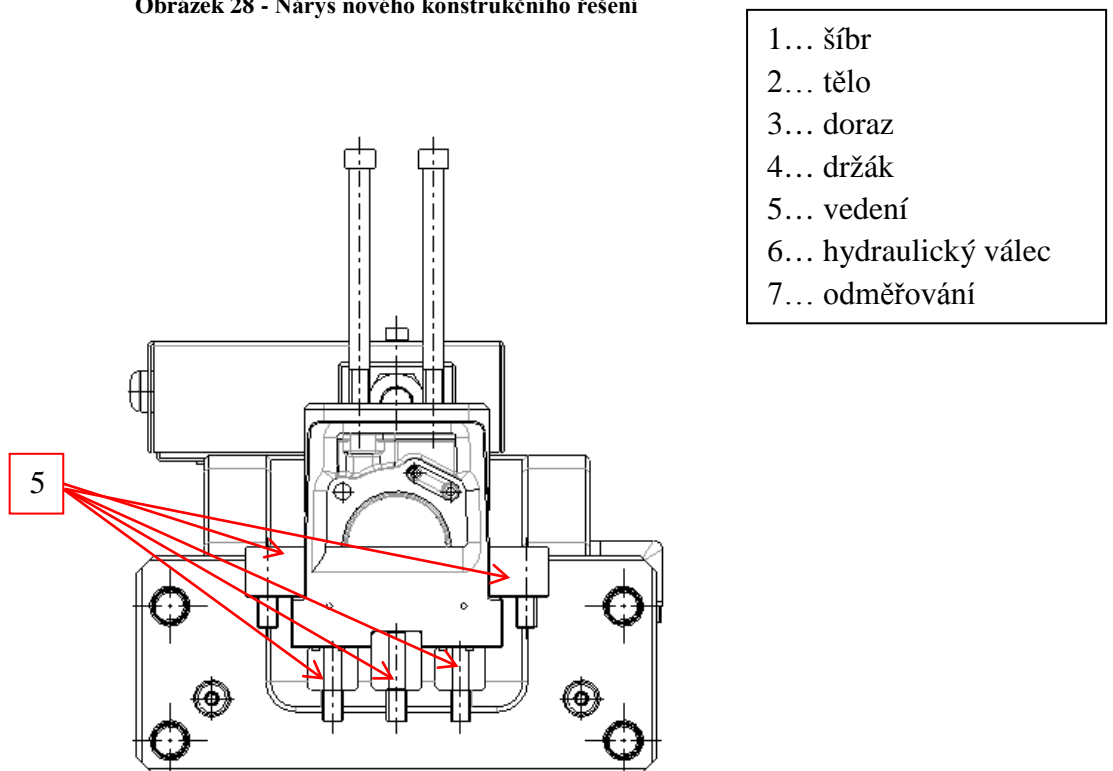 Obrázek 28 - Nárys nového konstrukčního řešení
1… šíbr
2… tělo
3… doraz
4… držák
5… vedení
6… hydraulický válec
7… odměřování
5